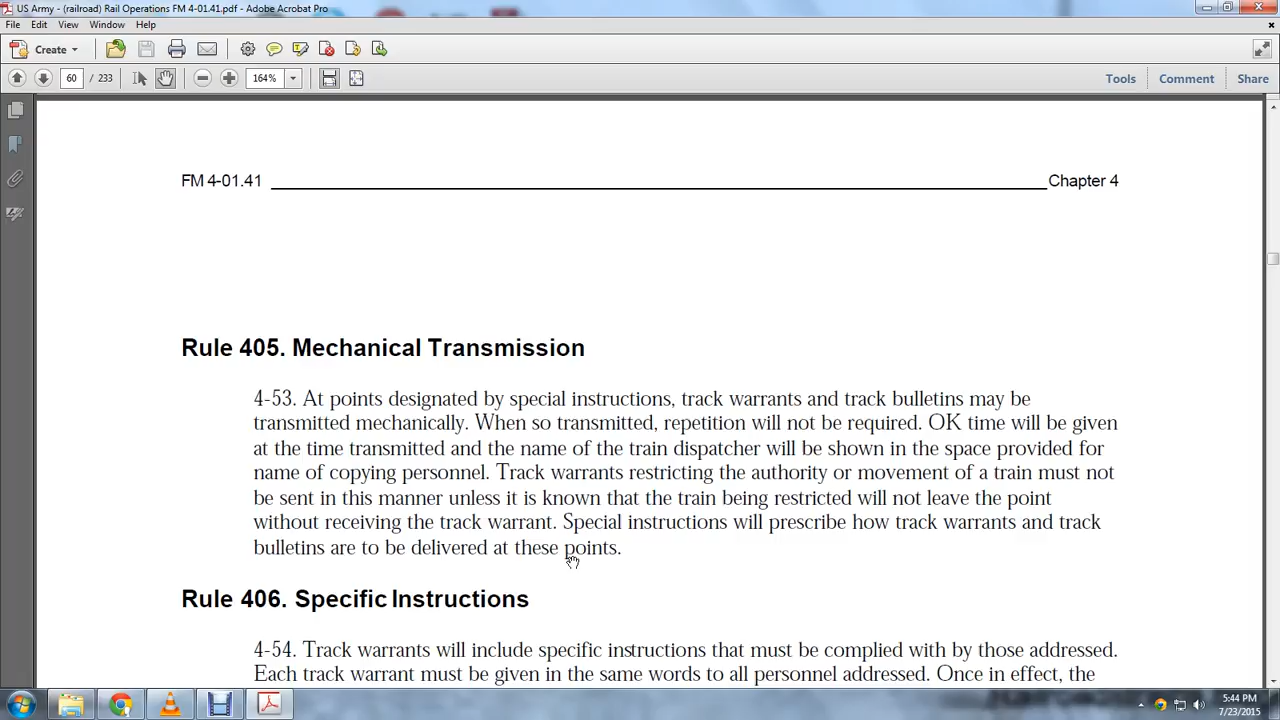 US Army - (railroad) Rail Operations FM 4-01.41.pdf - Adobe Acrobat Pro
File Edit View Window Help
Create
60 / 233 164% Tools Comment Share
FM 4-01.41 Chapter 4
Rule 405. Mechanical Transmission
4-53. At points designated by special instructions, track warrants and track bulletins may be
transmitted mechanically. When so transmitted, repetition will not be required. OK time will be given
at the time transmitted and the name of the train dispatcher will be shown in the space provided for
name of copying personnel. Track warrants restricting the authority or movement of a train must not
be sent in this manner unless it is known that the train being restricted will not leave the point
without receiving the track warrant. Special instructions will prescribe how track warrants and track
bulletins are to be delivered at these points.
Rule 406. Specific Instructions
4-54. Track warrants will include specific instructions that must be complied with by those addressed.
Each track warrant must be given in the same words to all personnel addressed. Once in effect, the
5:44 PM
7/23/2015